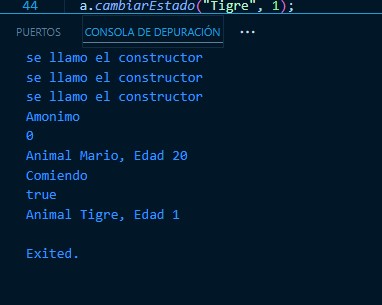 44 a.cambiarEstado("Tigre", 1);
PUERTOS CONSOLA DE DEPURACIÓN ...
se llamo el constructor
se llamo el constructor
se llamo el constructor
Amonimo
0
Animal Mario, Edad 20
Comiendo
true
Animal Tigre, Edad 1
Exited.